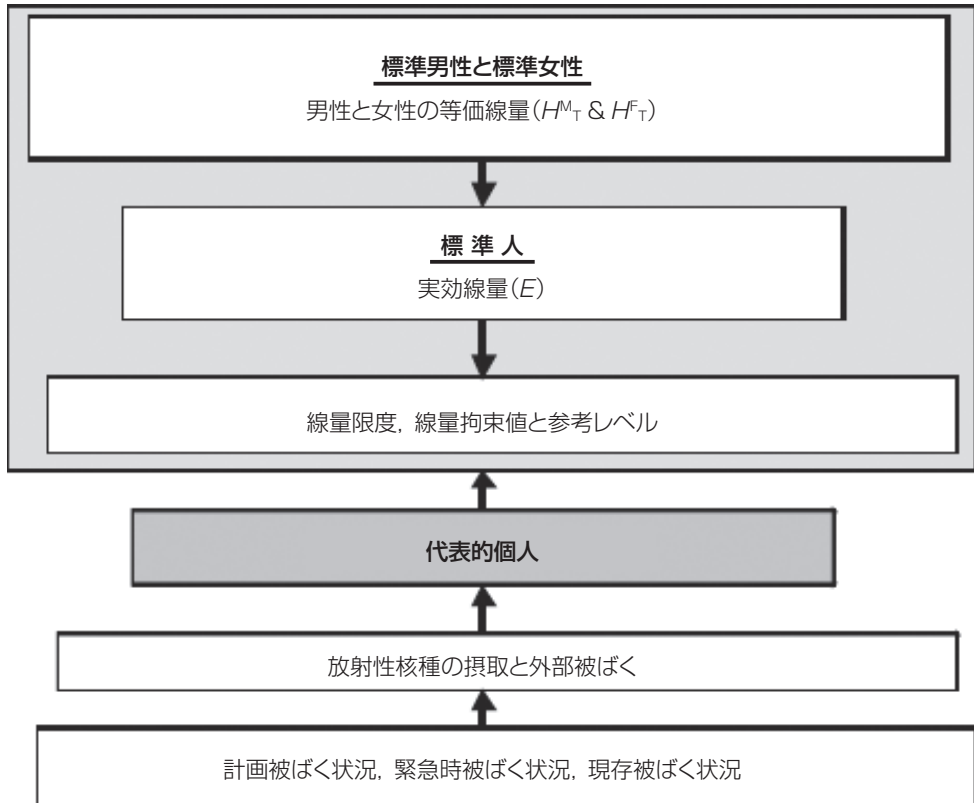 標準男性と標準女性
男性と女性の等価線量(Hᴹ_T & Hꟳ_T)
標 準 人
実効線量(E)
線量限度, 線量拘束値と参考レベル
代表的個人
放射性核種の摂取と外部被ばく
計画被ばく状況, 緊急時被ばく状況, 現存被ばく状況